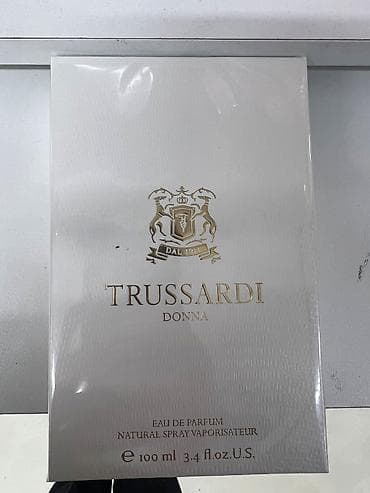 DAL 1911
TRUSSARDI
DONNA
EAU DE PARFUM
NATURAL SPRAY VAPORISATEUR
e 100 ml 3.4 fl.oz.U.S.